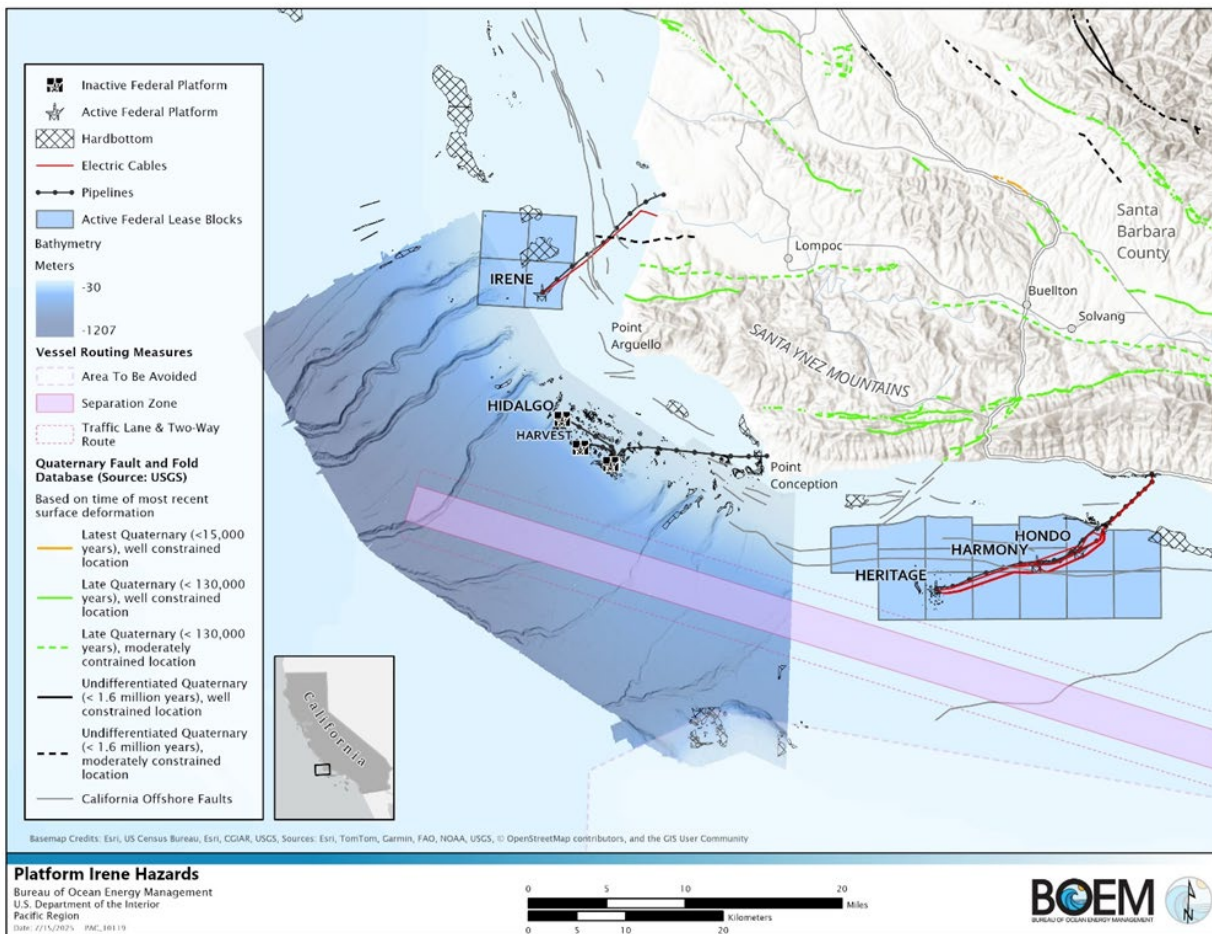 Inactive Federal Platform
Active Federal Platform
Hardbottom
Electric Cables
Pipelines
Active Federal Lease Blocks
Bathymetry
Meters
-30
-1207
Vessel Routing Measures
Area To Be Avoided
Separation Zone
Traffic Lane & Two-Way
Route
Quaternary Fault and Fold
Database (Source: USGS)
Based on time of most recent
surface deformation
Latest Quaternary (<15,000
years), well constrained
location
Late Quaternary (< 130,000
years), well constrained
location
Late Quaternary (< 130,000
years), moderately
contrained location
Undifferentiated Quaternary
(< 1.6 million years), well
constrained location
Undifferentiated Quaternary
(< 1.6 million years),
moderately constrained
location
California Offshore Faults
California
Santa
Barbara
County
Lompoc
Buellton
Solvang
IRENE
Point
Arguello
SANTA YNEZ MOUNTAINS
HIDALGO
HARVEST
Point
Conception
HONDO
HARMONY
HERITAGE
Basemap Credits: Esri, US Census Bureau, Esri, CGIAR, USGS, Sources: Esri, TomTom, Garmin, FAO, NOAA, USGS, © OpenStreetMap contributors, and the GIS User Community
Platform Irene Hazards
Bureau of Ocean Energy Management
U.S. Department of the Interior
Pacific Region
Date: 7/15/2025 PAC_10119
0 5 10 20
Miles
0 5 10 20
Kilometers
BOEM
BUREAU OF OCEAN ENERGY MANAGEMENT
N